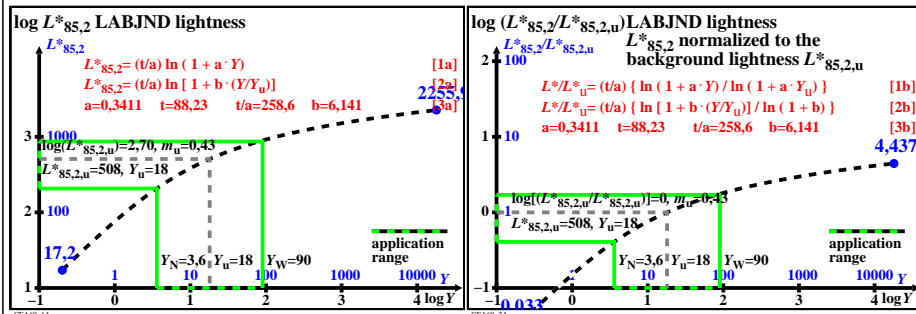 log L*85,2 LABJND lightness
L*85,2
L*85,2= (t/a) ln ( 1 + a· Y) [1a]
L*85,2= (t/a) ln [ 1 + b· (Y/Yu)] [2a]
a=0,3411 t=88,23 t/a=258,6 b=6,141 [3a]
2255,
3
1000
log(L*85,2,u)=2,70, mu=0,43
L*85,2,u=508, Yu=18
2
100
17,2
application
range
YN=3,6 Yu=18 YW=90
1 10 100 1000 10000 Y
1
−1 0 1 2 3 4 log Y
log (L*85,2/L*85,2,u) LABJND lightness
L*85,2/L*85,2,u
L*85,2 normalized to the
background lightness L*85,2,u
2
100
L*/L*u= (t/a) { ln ( 1 + a· Y) / ln ( 1 + a· Yu) } [1b]
L*/L*u= (t/a) { ln [ 1 + b· (Y/Yu)] / ln ( 1 + b) } [2b]
a=0,3411 t=88,23 t/a=258,6 b=6,141 [3b]
1
10
4,437
log[(L*85,2,u/L*85,2,u)]=0, mu=0,43
0
1
L*85,2,u=508, Yu=18
application
range
YN=3,6 Yu=18 YW=90
1 10 100 1000 10000 Y
−1
0,033
−1 0 1 2 3 4 log Y